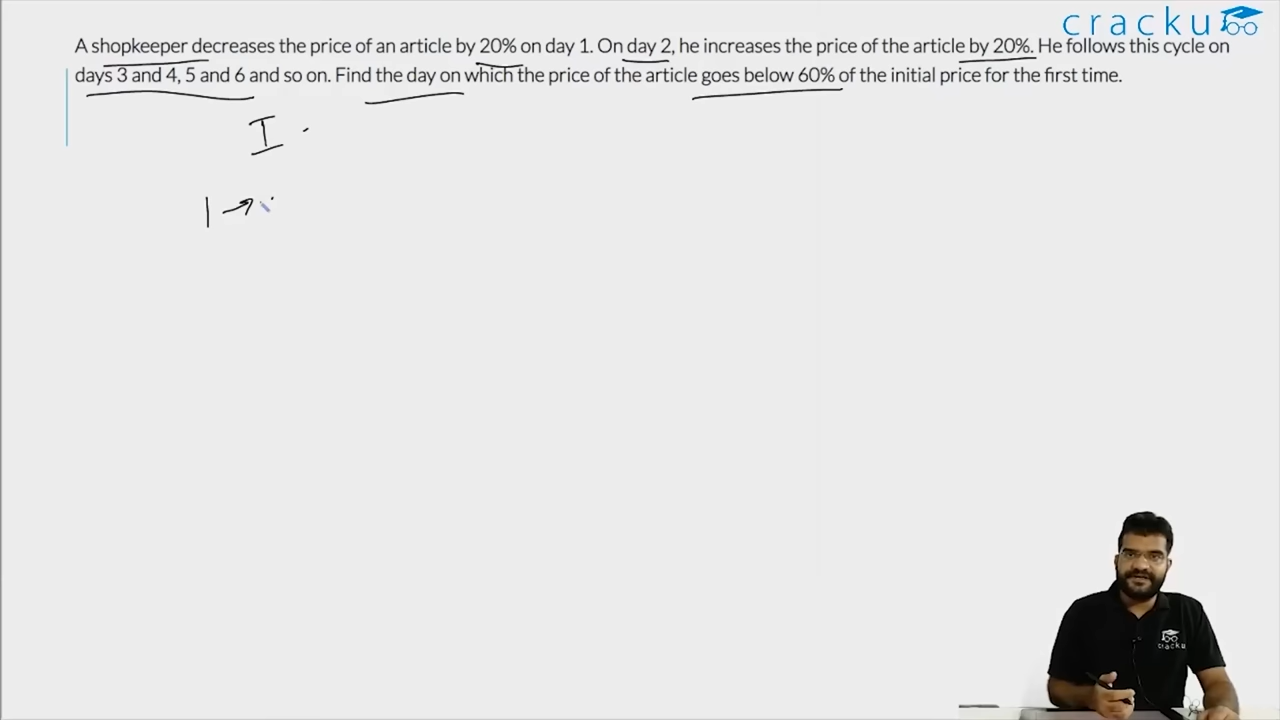 cracku
A shopkeeper decreases the price of an article by 20% on day 1. On day 2, he increases the price of the article by 20%. He follows this cycle on
days 3 and 4, 5 and 6 and so on. Find the day on which the price of the article goes below 60% of the initial price for the first time.
I
1 →
cracku